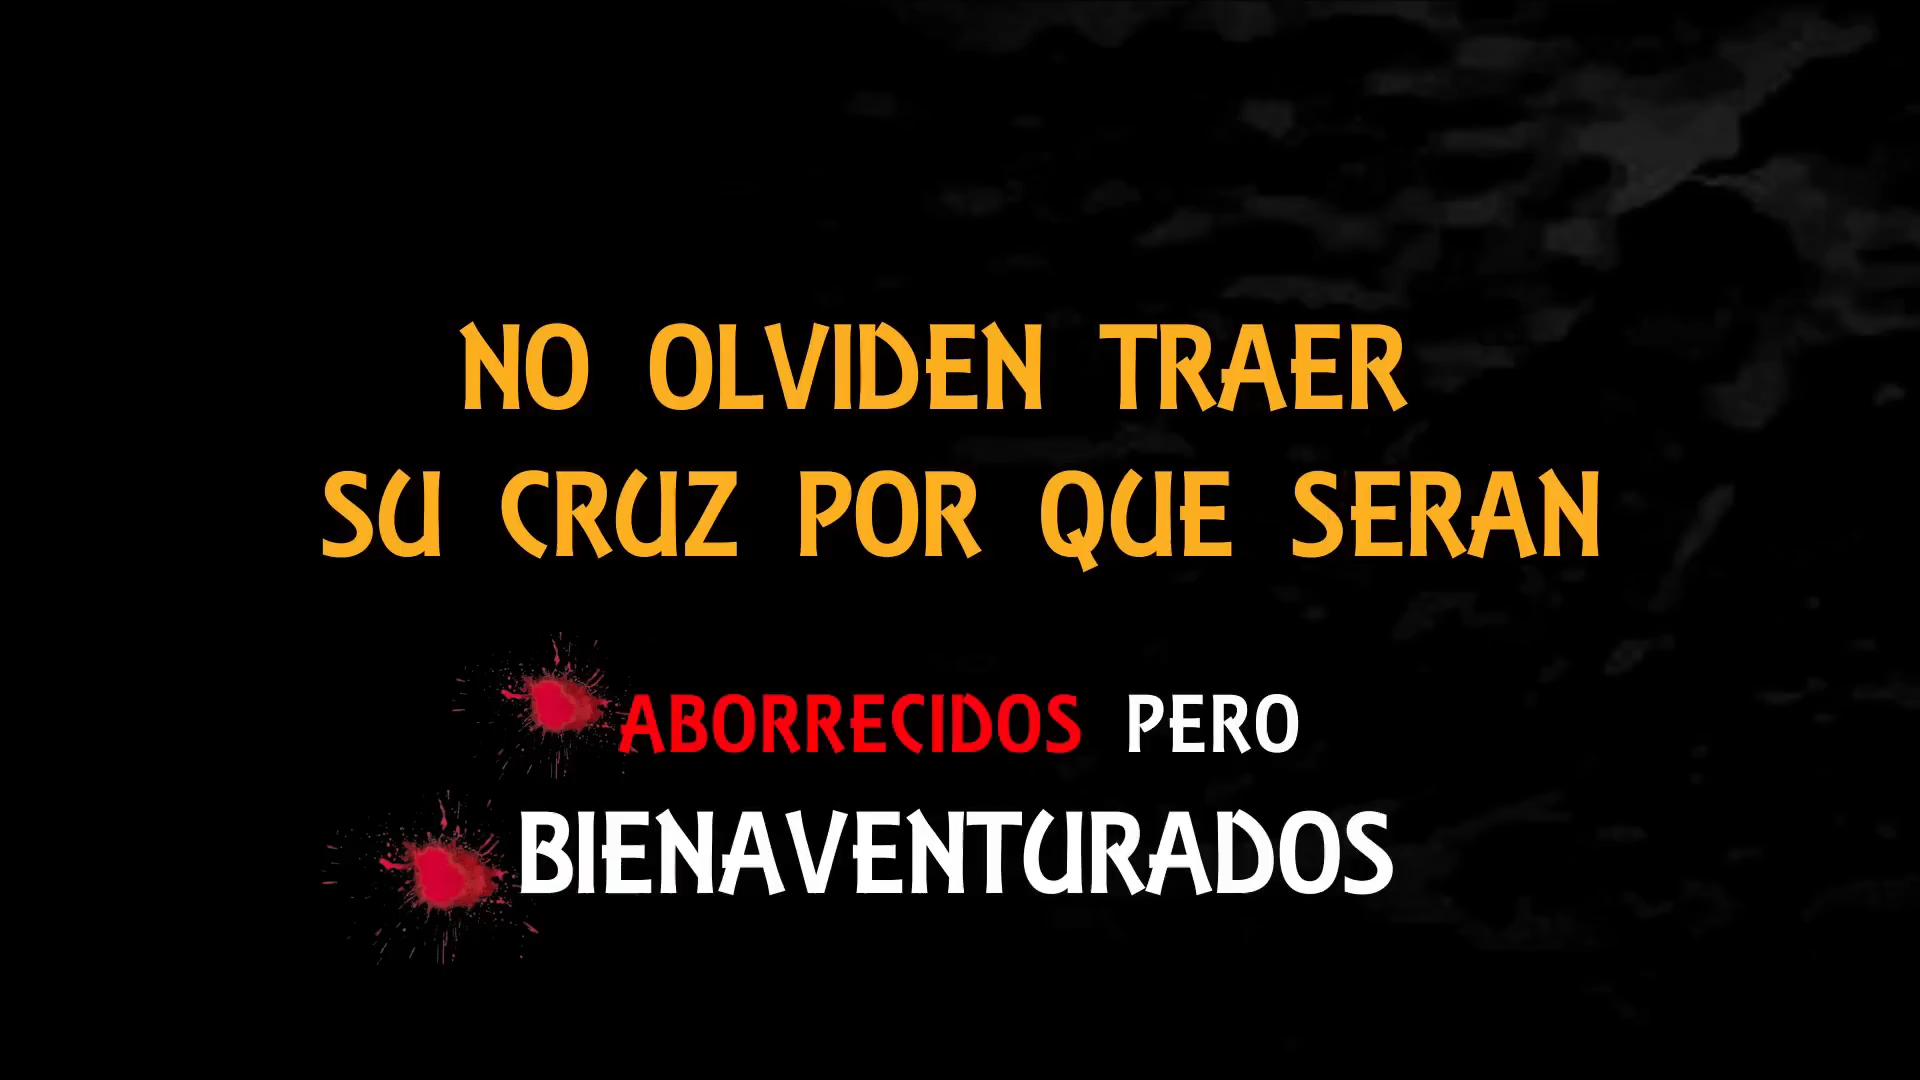 NO OLVIDEN TRAER
SU CRUZ POR QUE SERAN
ABORRECIDOS PERO
BIENAVENTURADOS